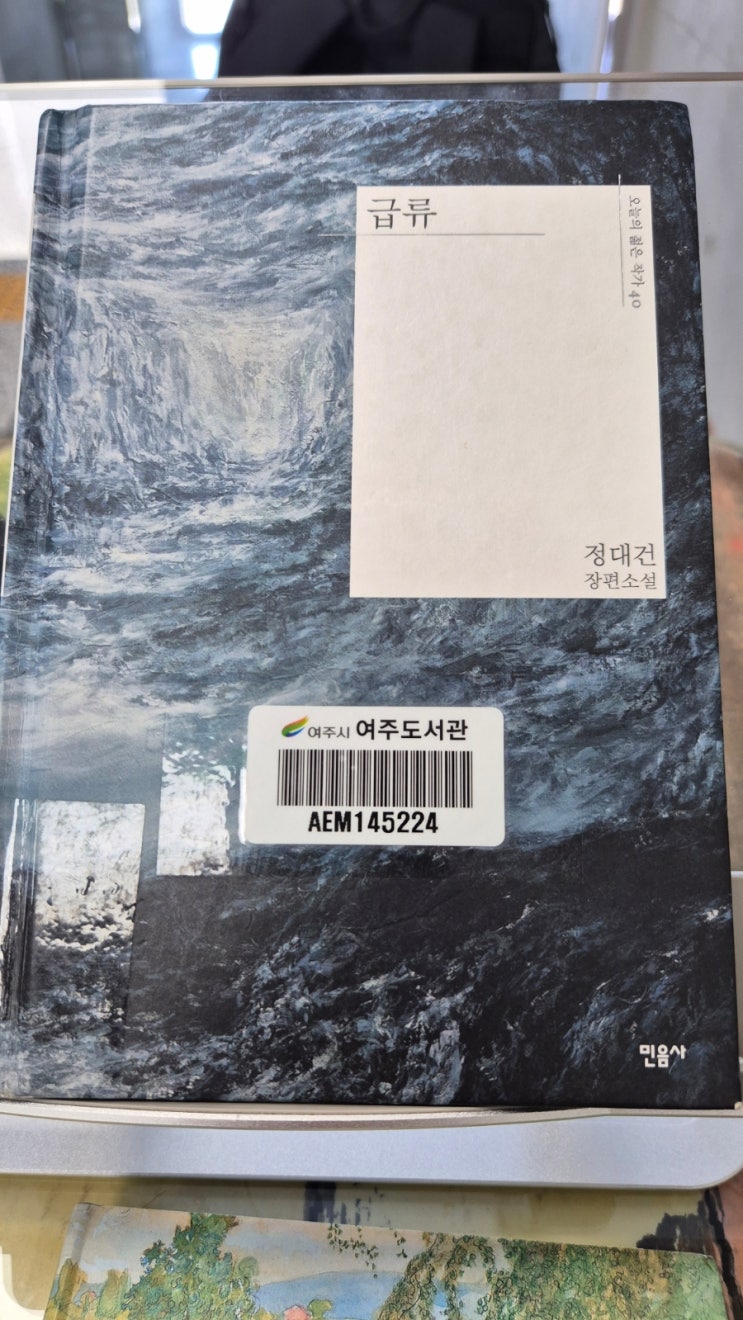 급류
오늘의 젊은 작가 40
정대건
장편소설
여주시 여주도서관
AEM145224
민음사